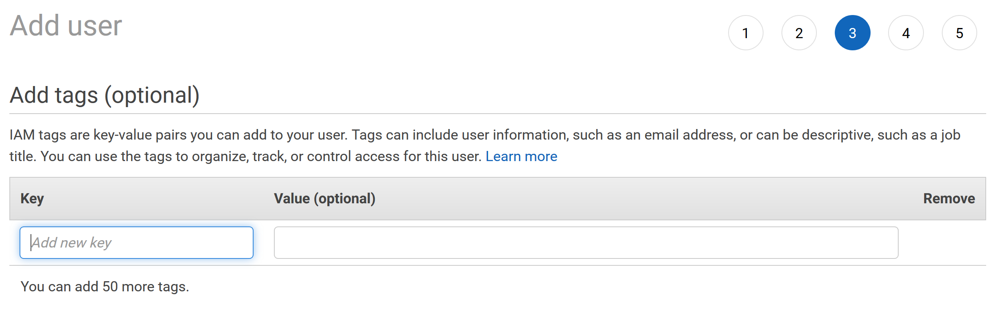 Add user
1 2 3 4 5
Add tags (optional)
IAM tags are key-value pairs you can add to your user. Tags can include user information, such as an email address, or can be descriptive, such as a job
title. You can use the tags to organize, track, or control access for this user. Learn more
Key Value (optional) Remove
Add new key
You can add 50 more tags.